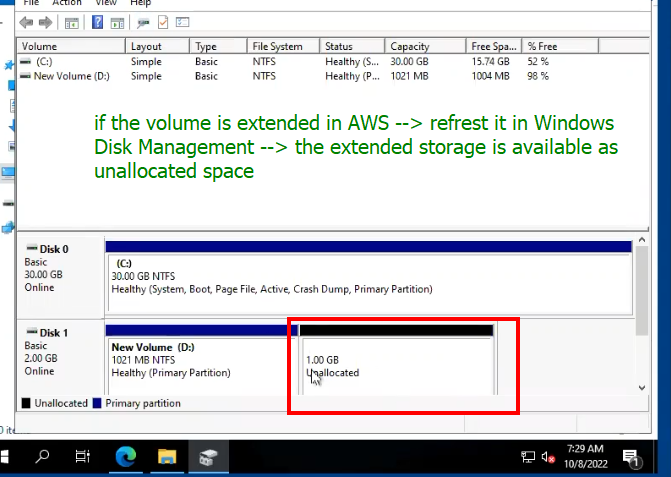 File Action View Help
Volume Layout Type File System Status Capacity Free Spa... % Free
(C:) Simple Basic NTFS Healthy (S... 30.00 GB 15.74 GB 52 %
New Volume (D:) Simple Basic NTFS Healthy (P... 1021 MB 1004 MB 98 %
if the volume is extended in AWS --> refrest it in Windows
Disk Management --> the extended storage is available as
unallocated space
Disk 0
Basic
30.00 GB
Online
(C:)
30.00 GB NTFS
Healthy (System, Boot, Page File, Active, Crash Dump, Primary Partition)
Disk 1
Basic
2.00 GB
Online
New Volume (D:)
1021 MB NTFS
Healthy (Primary Partition)
1.00 GB
Unallocated
Unallocated Primary partition
7:29 AM
10/8/2022
1